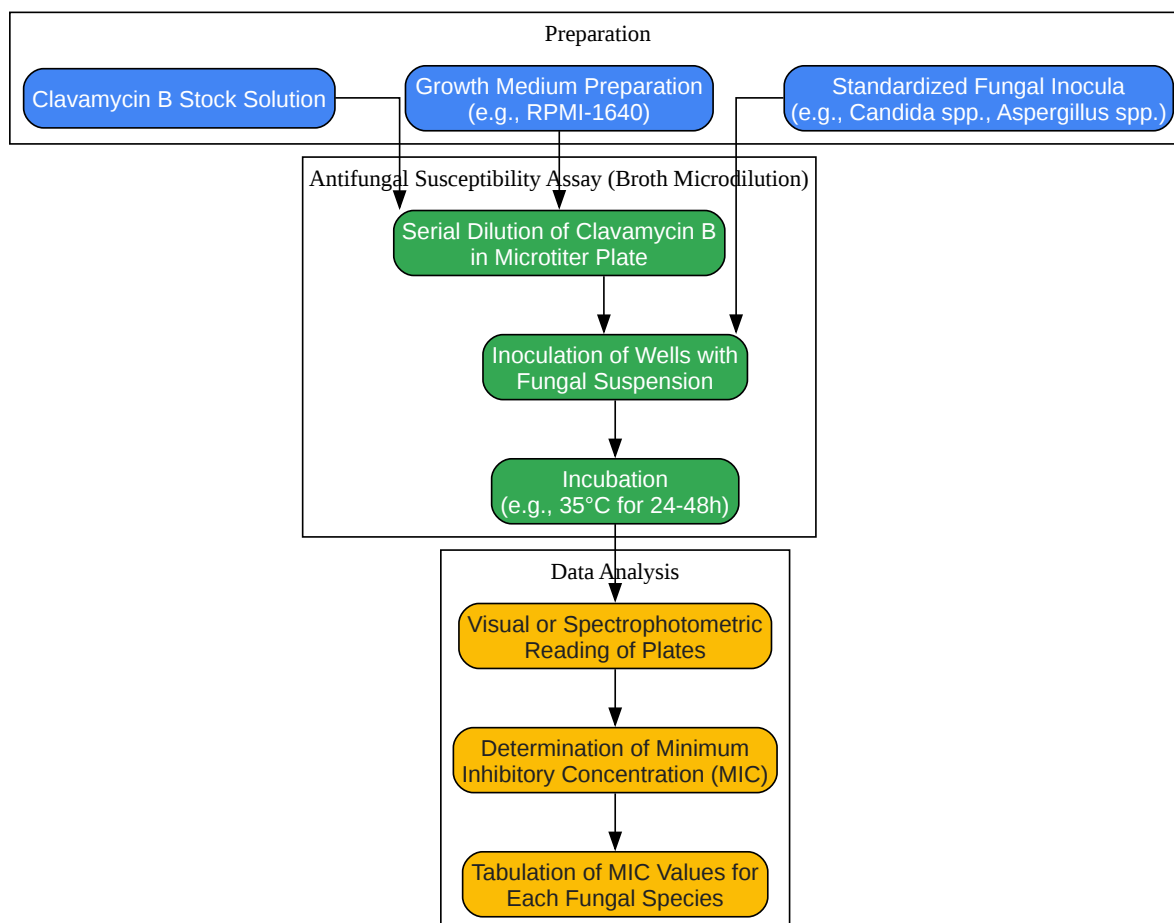 Preparation
Clavamycin B Stock Solution
Growth Medium Preparation
(e.g., RPMI-1640)
Standardized Fungal Inocula
(e.g., Candida spp., Aspergillus spp.)
Antifungal Susceptibility Assay (Broth Microdilution)
Serial Dilution of Clavamycin B
in Microtiter Plate
Inoculation of Wells with
Fungal Suspension
Incubation
(e.g., 35°C for 24-48h)
Data Analysis
Visual or Spectrophotometric
Reading of Plates
Determination of Minimum
Inhibitory Concentration (MIC)
Tabulation of MIC Values for
Each Fungal Species